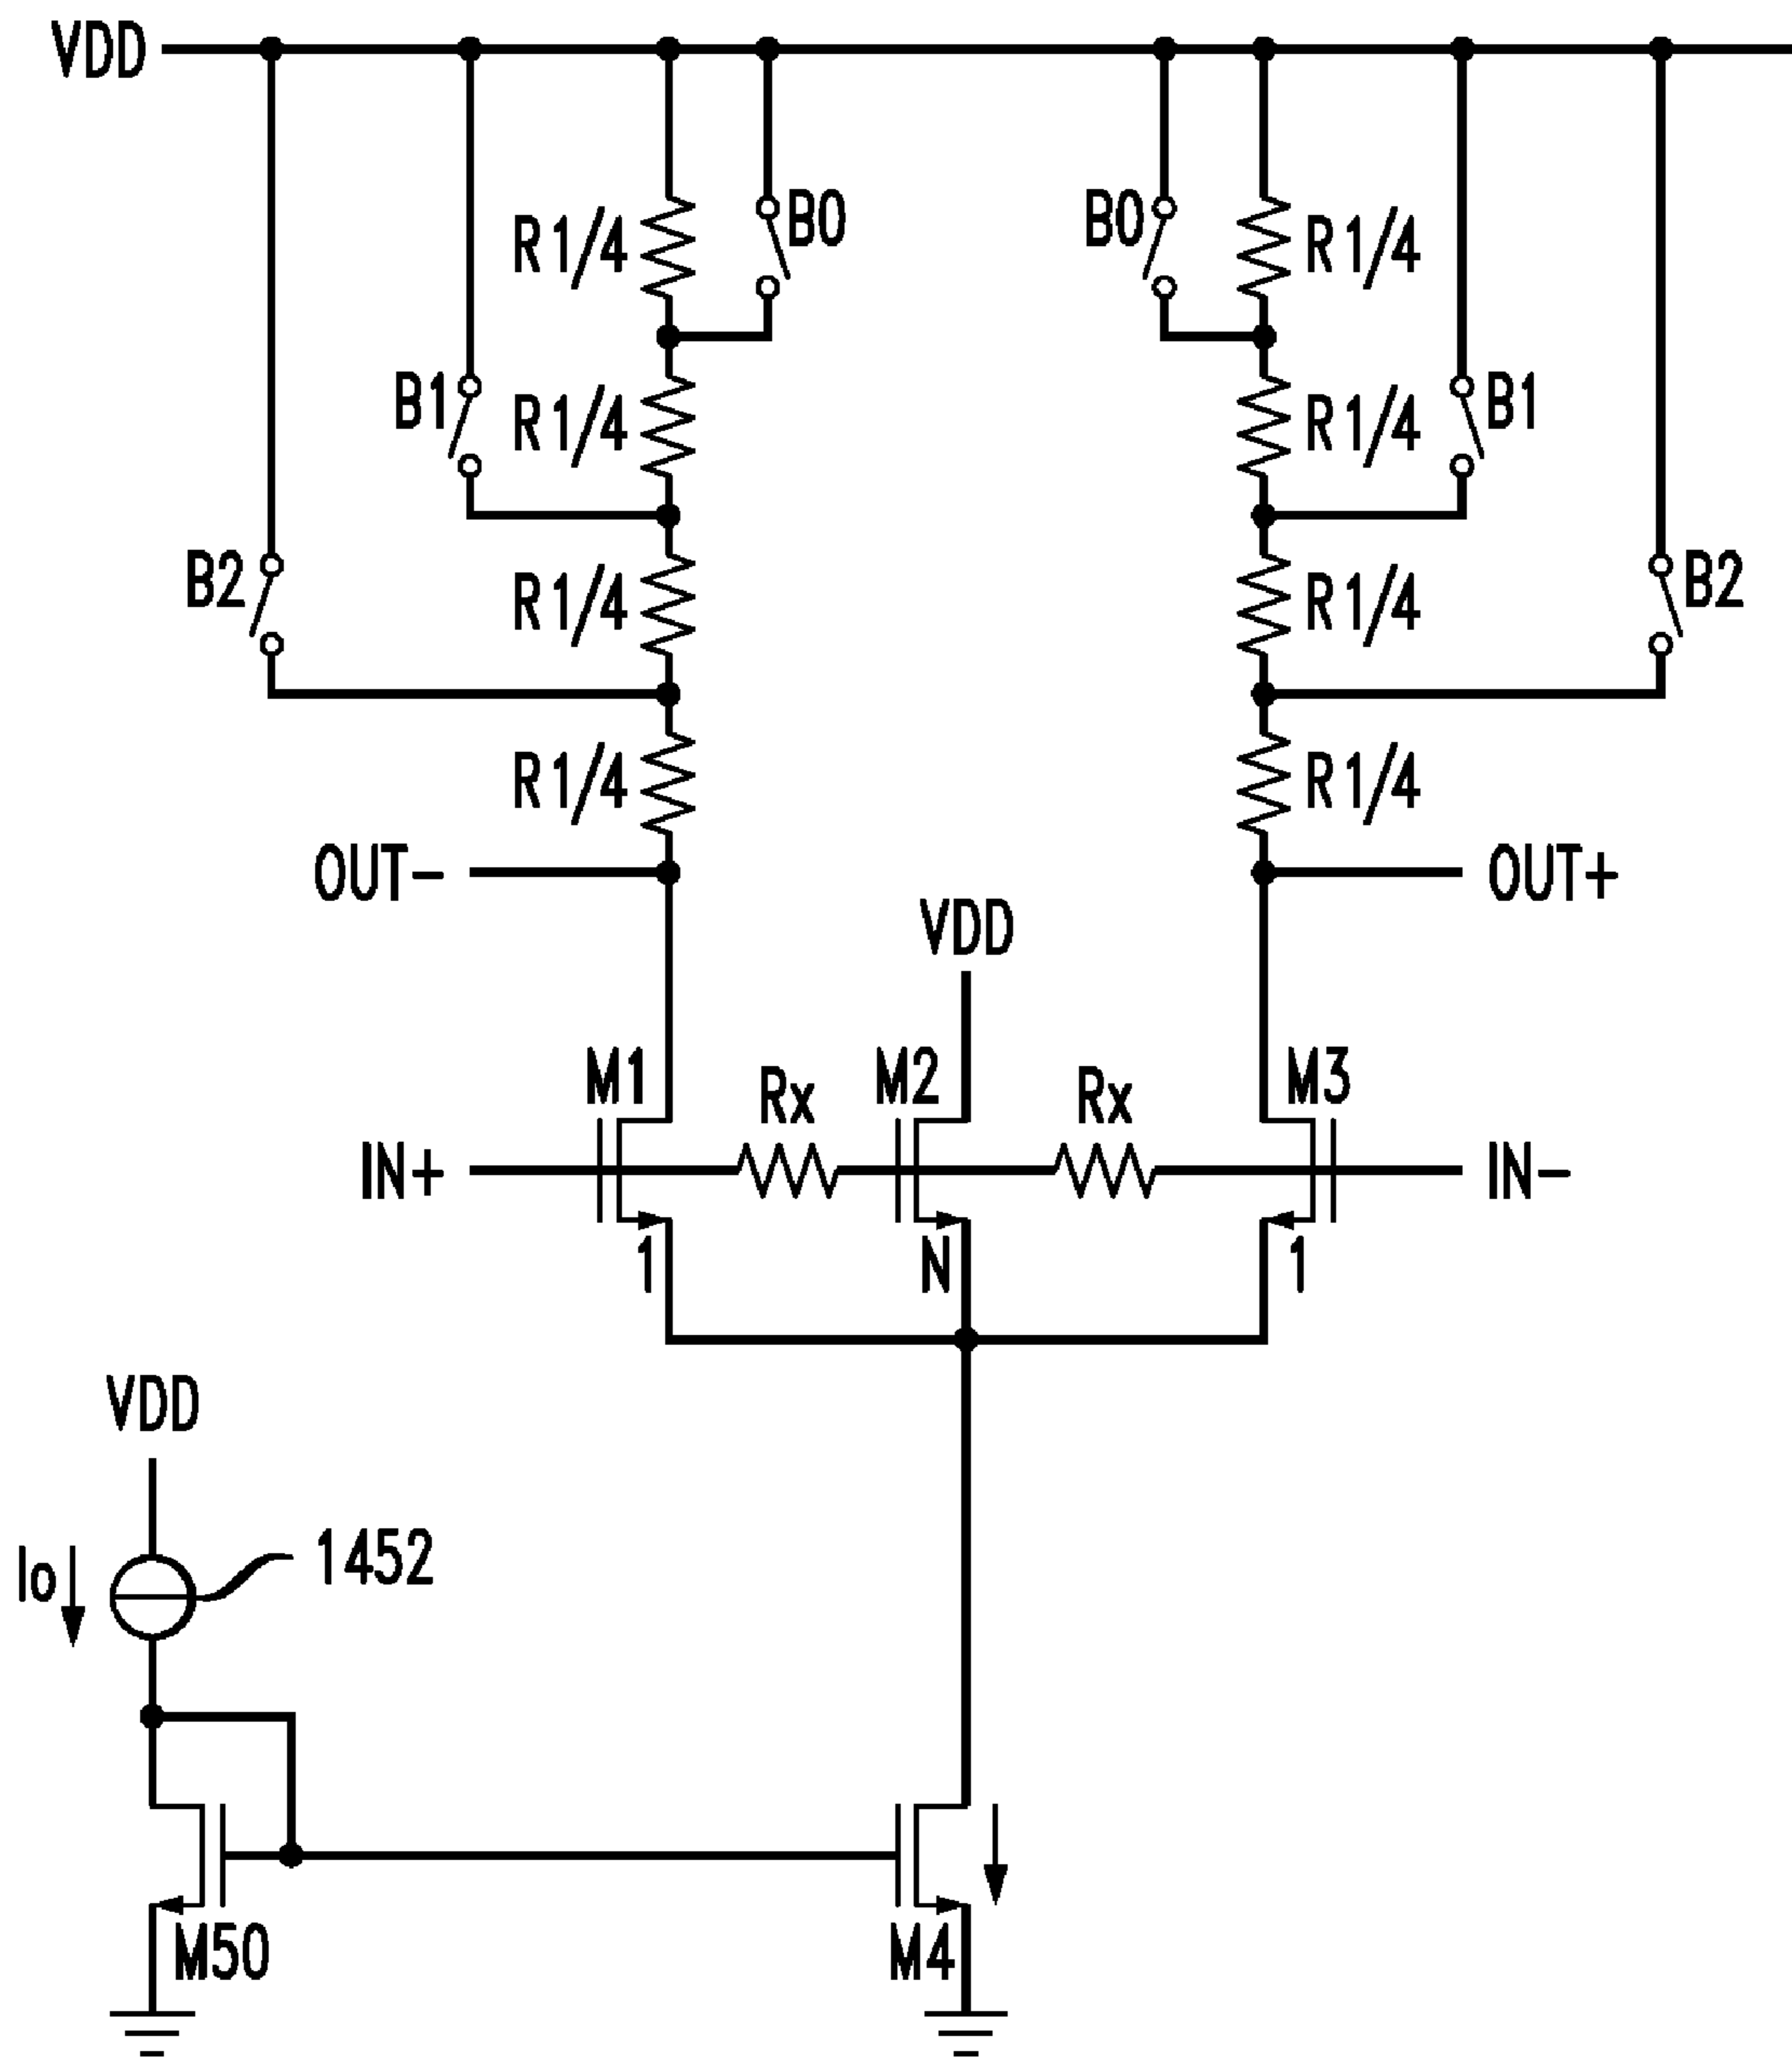 VDD
R1/4 B0 B0 R1/4
B1 R1/4 R1/4 B1
B2 R1/4 R1/4 B2
R1/4 R1/4
OUT- OUT+
VDD
M1 Rx M2 Rx M3
IN+ IN-
1 N 1
VDD
Io 1452
M50 M4